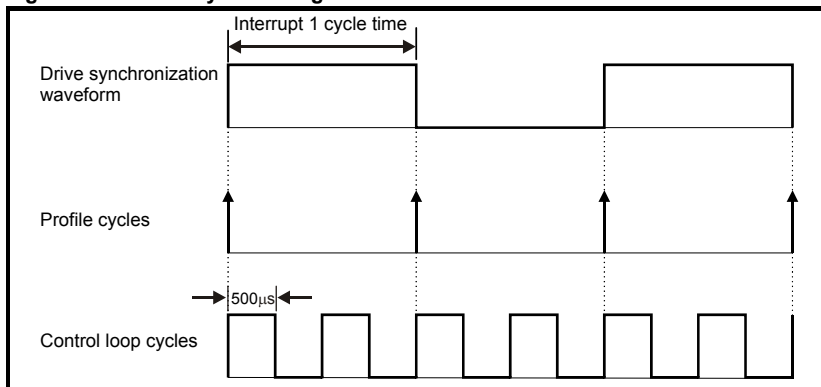 Interrupt 1 cycle time
Drive synchronization
waveform
Profile cycles
500µs
Control loop cycles